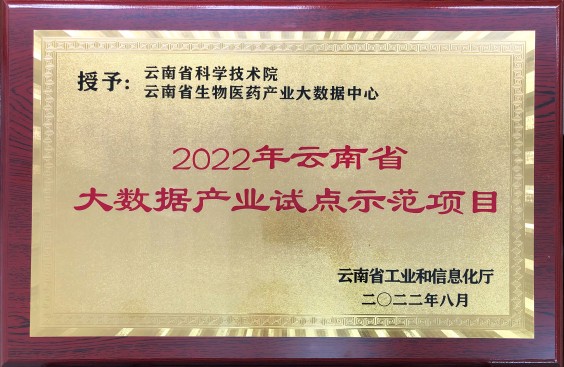 授予：云南省科学技术院
云南省生物医药产业大数据中心
2022年云南省
大数据产业试点示范项目
云南省工业和信息化厅
二〇二二年八月